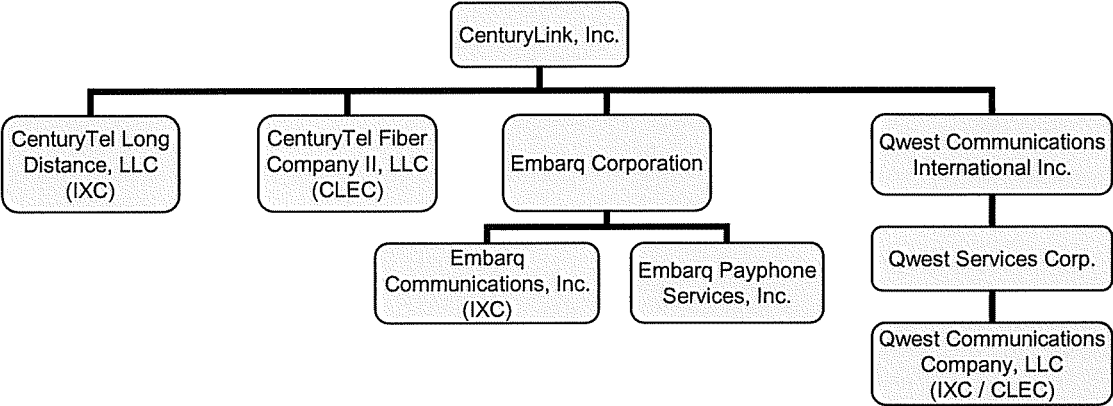 CenturyLink, Inc.
CenturyTel Long
Distance, LLC
(IXC)
CenturyTel Fiber
Company II, LLC
(CLEC)
Embarq Corporation
Qwest Communications
International Inc.
Embarq
Communications, Inc.
(IXC)
Embarq Payphone
Services, Inc.
Qwest Services Corp.
Qwest Communications
Company, LLC
(IXC / CLEC)